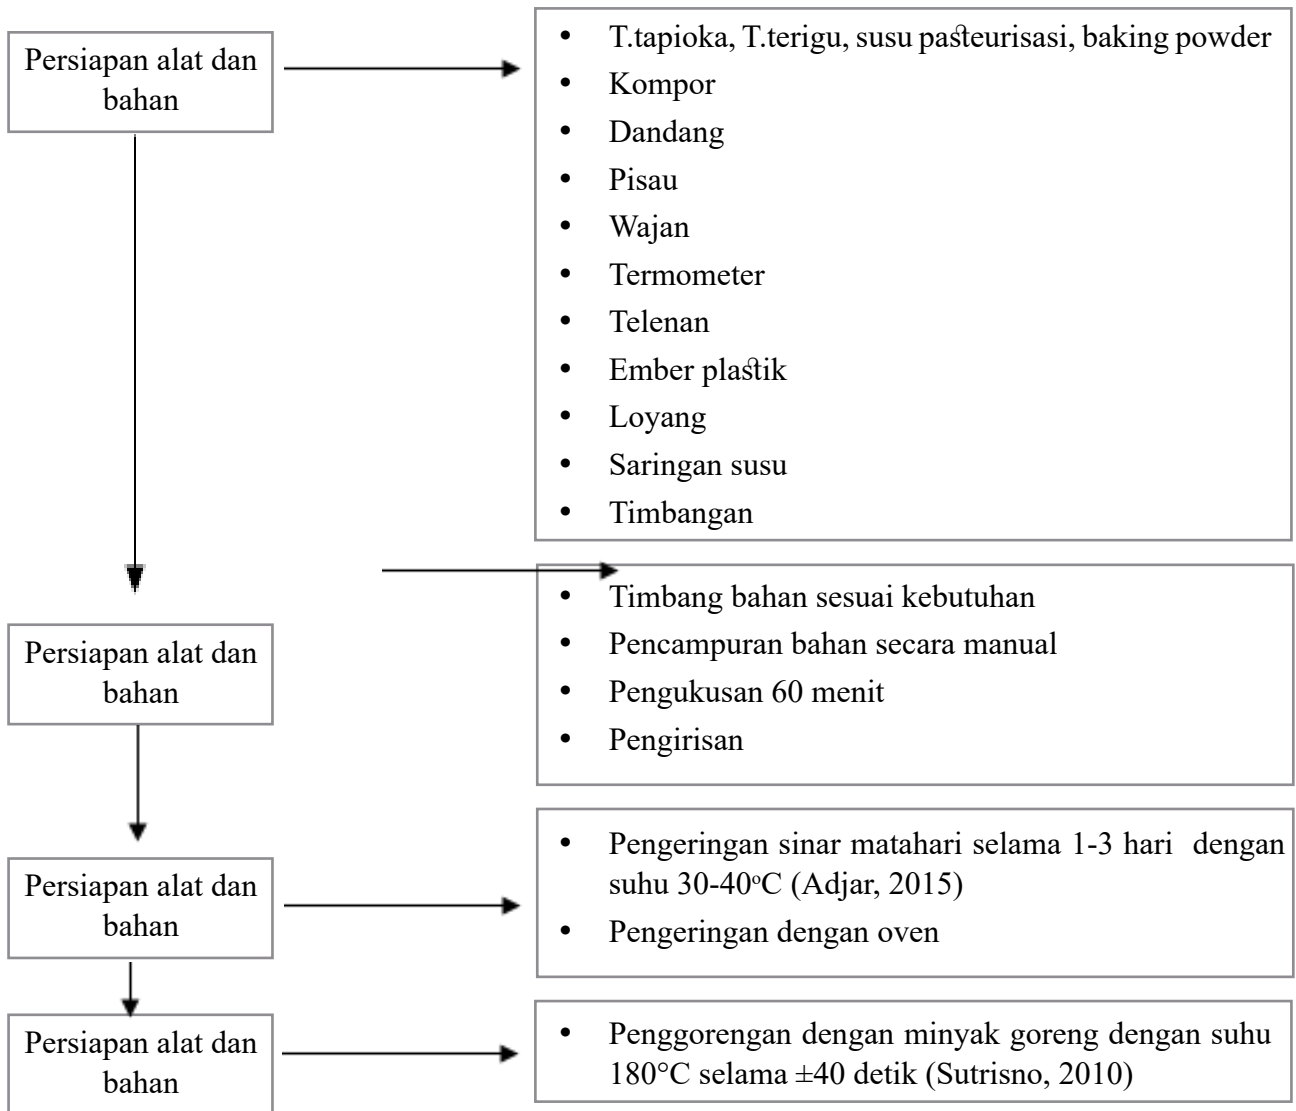 Persiapan alat dan
bahan
• T.tapioka, T.terigu, susu pasteurisasi, baking powder
• Kompor
• Dandang
• Pisau
• Wajan
• Termometer
• Telenan
• Ember plastik
• Loyang
• Saringan susu
• Timbangan
Persiapan alat dan
bahan
• Timbang bahan sesuai kebutuhan
• Pencampuran bahan secara manual
• Pengukusan 60 menit
• Pengirisan
Persiapan alat dan
bahan
• Pengeringan sinar matahari selama 1-3 hari dengan
suhu 30-40°C (Adjar, 2015)
• Pengeringan dengan oven
Persiapan alat dan
bahan
• Penggorengan dengan minyak goreng dengan suhu
180°C selama ±40 detik (Sutrisno, 2010)